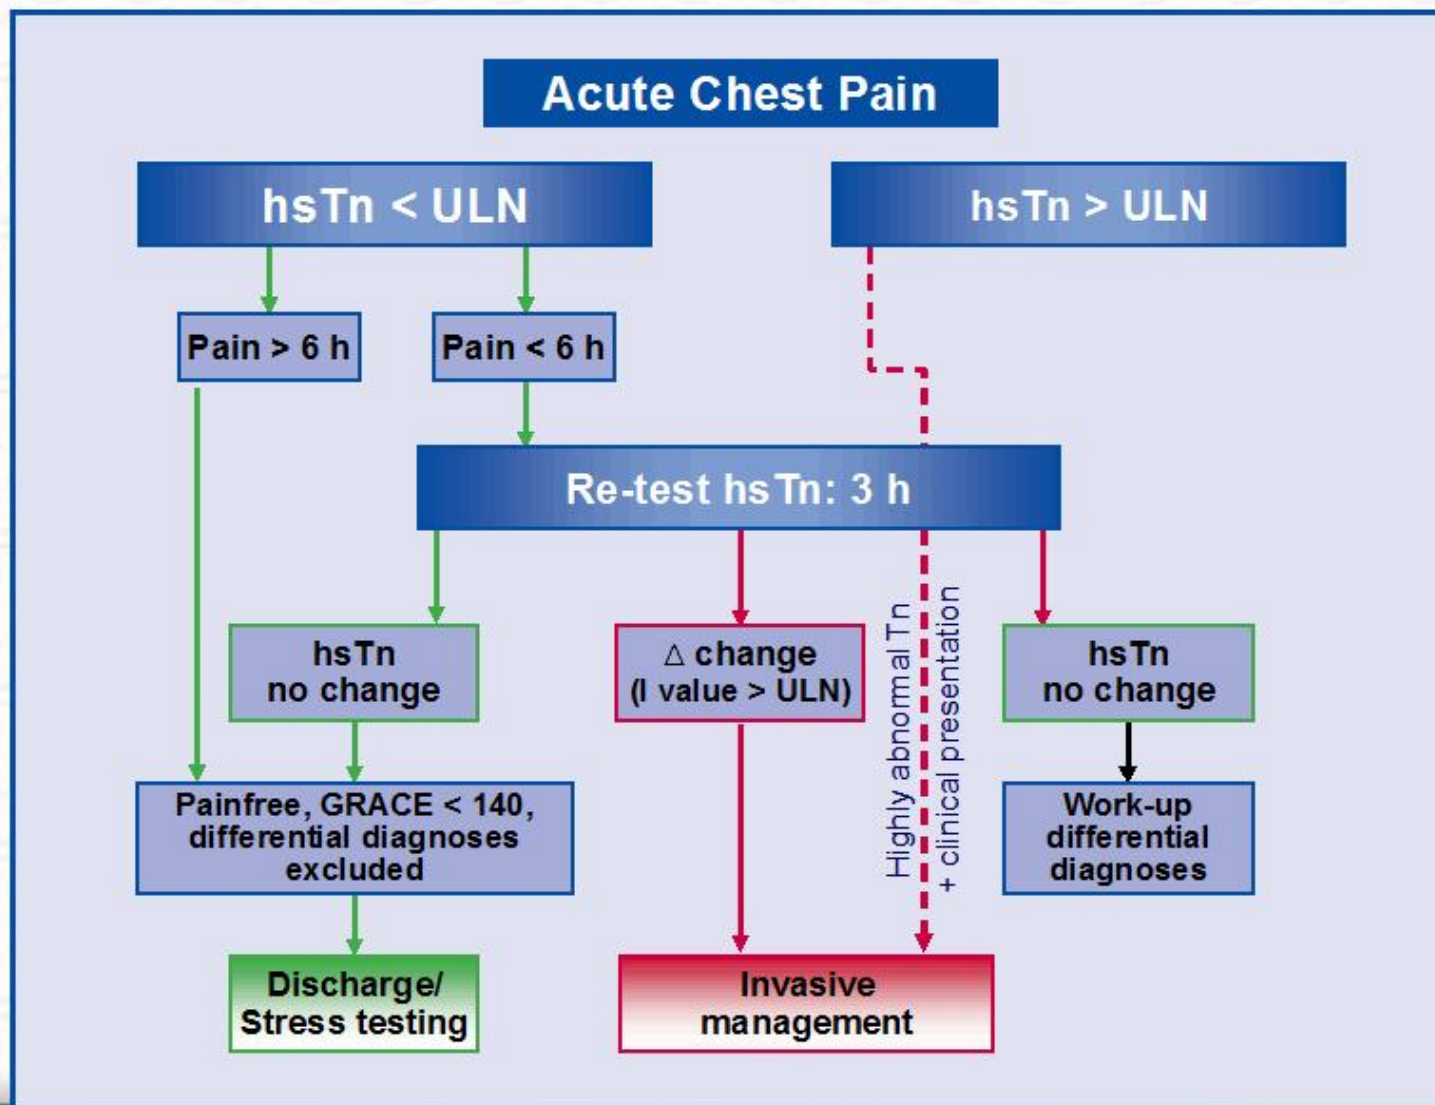 Acute Chest Pain
hsTn < ULN
hsTn > ULN
Pain > 6 h
Pain < 6 h
Re-test hsTn: 3 h
hsTn
no change
Δ change
(I value > ULN)
Highly abnormal Tn
+ clinical presentation
hsTn
no change
Painfree, GRACE < 140,
differential diagnoses
excluded
Work-up
differential
diagnoses
Discharge/
Stress testing
Invasive
management